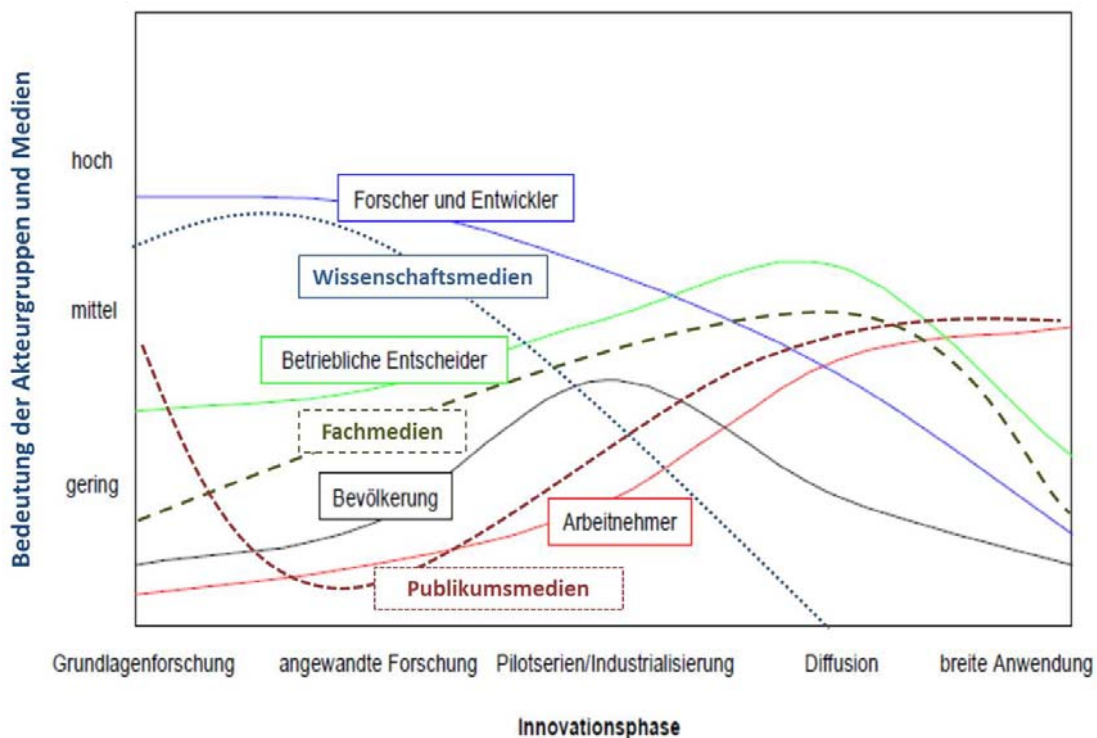 Bedeutung der Akteurgruppen und Medien
hoch
mittel
gering
Forscher und Entwickler
Wissenschaftsmedien
Betriebliche Entscheider
Fachmedien
Bevölkerung
Arbeitnehmer
Publikumsmedien
Grundlagenforschung
angewandte Forschung
Pilotserien/Industrialisierung
Diffusion
breite Anwendung
Innovationsphase